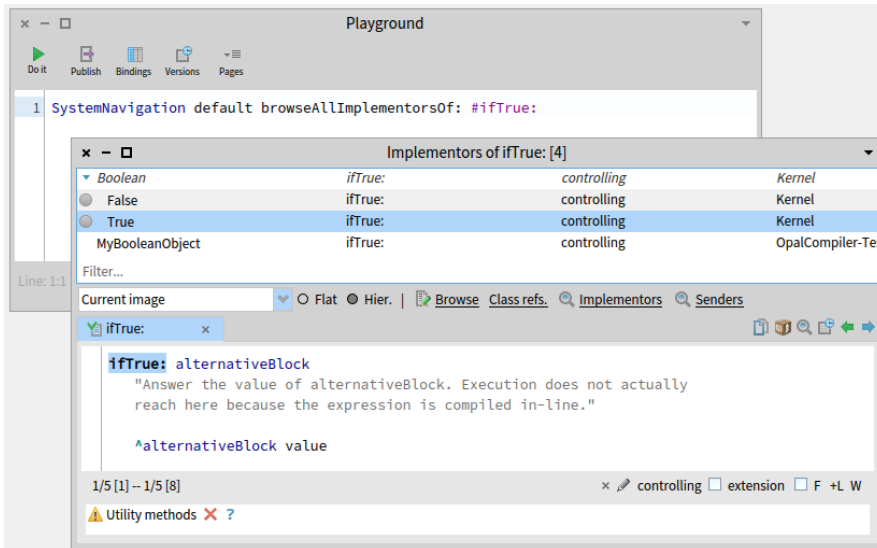 Playground
Do it Publish Bindings Versions Pages
1 SystemNavigation default browseAllImplementorsOf: #ifTrue:
Implementors of ifTrue: [4]
Boolean ifTrue: controlling Kernel
False ifTrue: controlling Kernel
True ifTrue: controlling Kernel
MyBooleanObject ifTrue: controlling OpalCompiler-Te
Filter...
Line: 1:1
Current image Flat Hier. | Browse Class refs. Implementors Senders
ifTrue: ×
ifTrue: alternativeBlock
"Answer the value of alternativeBlock. Execution does not actually
reach here because the expression is compiled in-line."
^alternativeBlock value
1/5 [1] -- 1/5 [8] × controlling extension F +L W
Utility methods ?